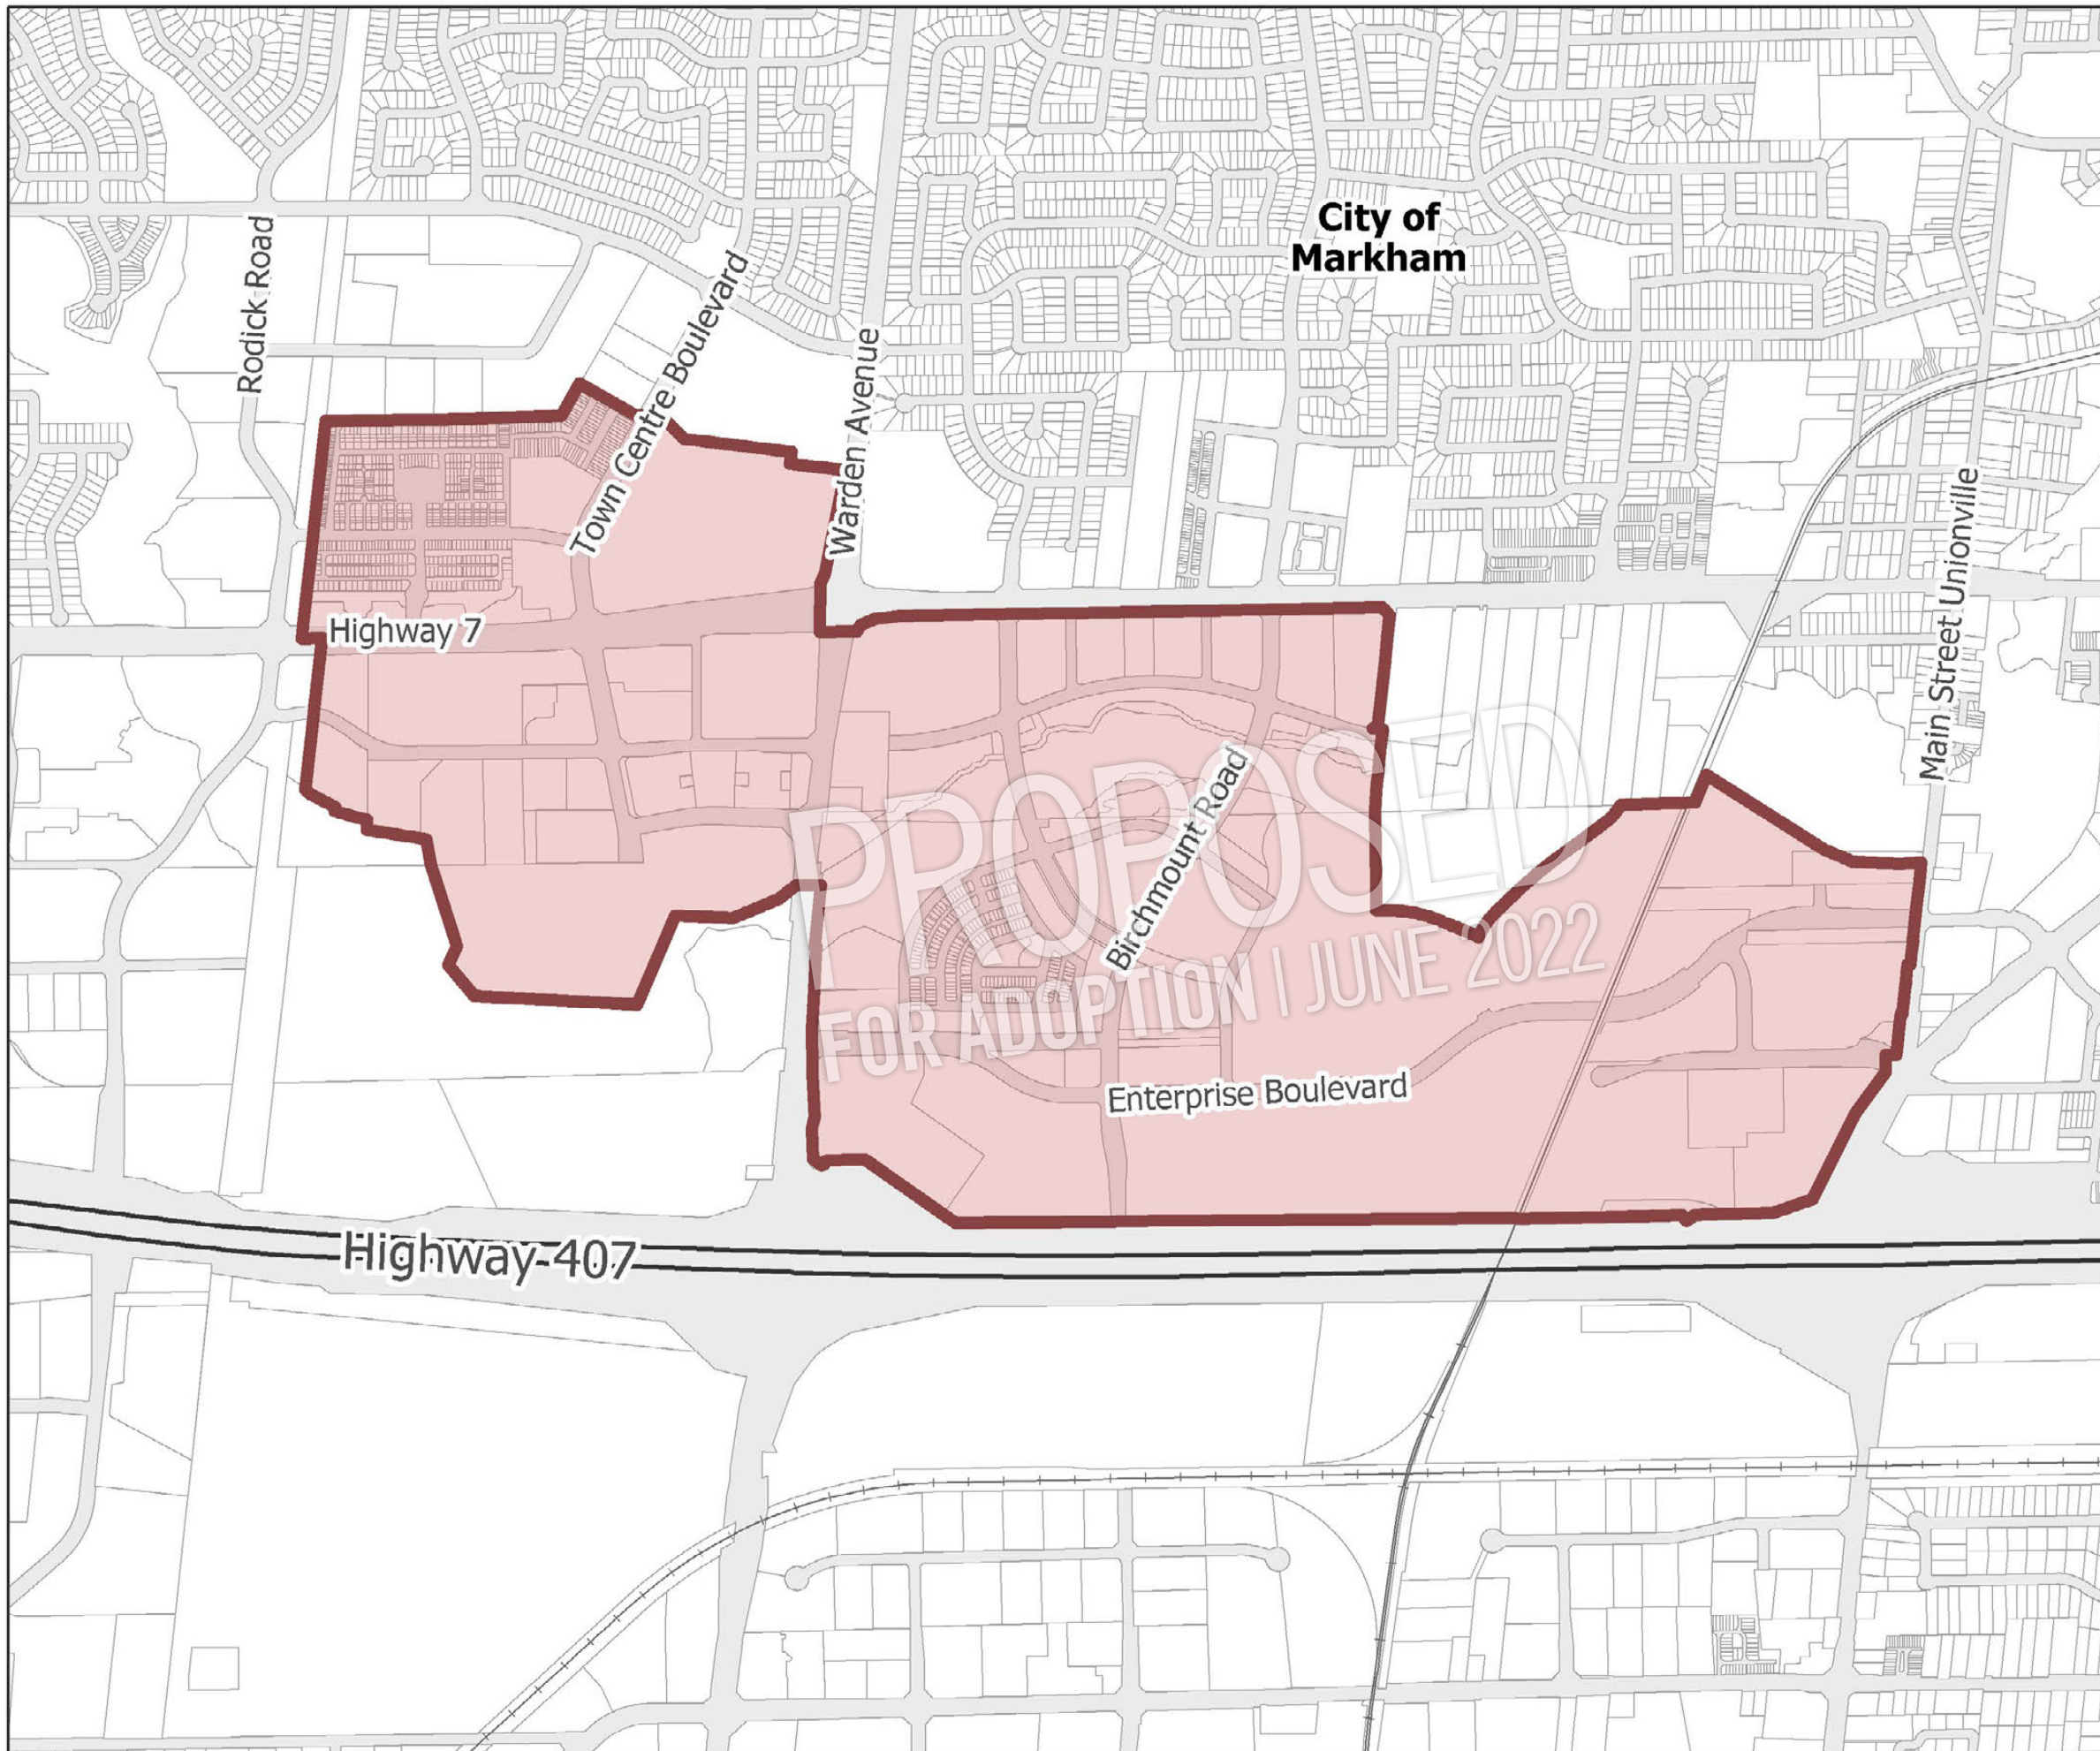 City of
Markham
Rodick Road
Town Centre Boulevard
Warden Avenue
Main Street Unionville
Highway 7
PROPOSED
FOR ADOPTION | JUNE 2022
Birchmount Road
Enterprise Boulevard
Highway 407